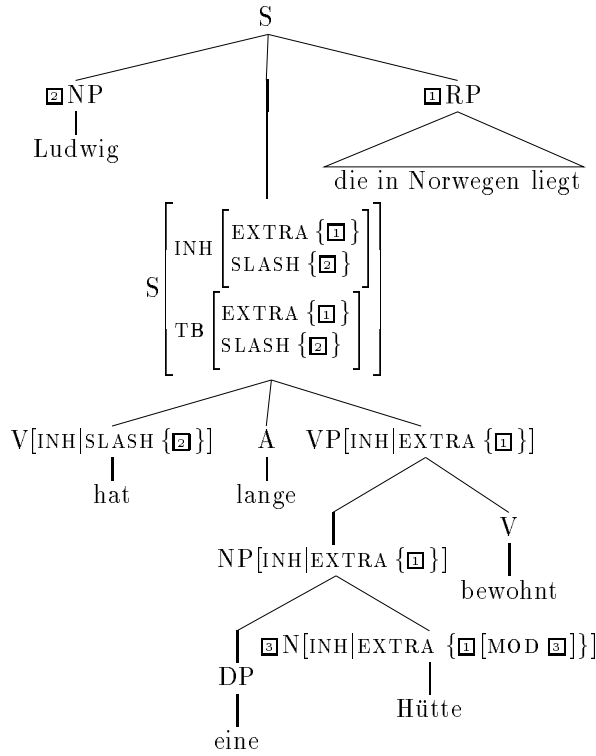 S
2 NP 1 RP
Ludwig die in Norwegen liegt
S [ INH [ EXTRA { 1 }
SLASH { 2 } ]
TB [ EXTRA { 1 }
SLASH { 2 } ] ]
V[INH|SLASH { 2 }] A VP[INH|EXTRA { 1 }]
hat lange
NP[INH|EXTRA { 1 }] V
bewohnt
DP 3 N[INH|EXTRA { 1 [MOD 3 ]}]
eine Hütte